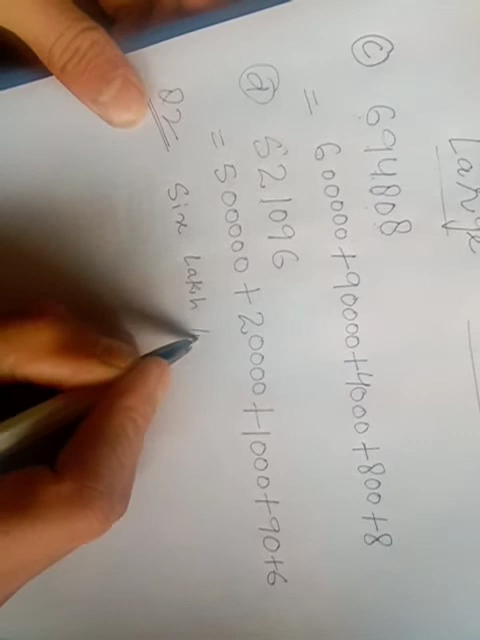 Large
(c) 694808
= 600000+90000+4000+800+8
(d) 521096
= 500000+20000+1000+90+6
Q2 Six Lakh